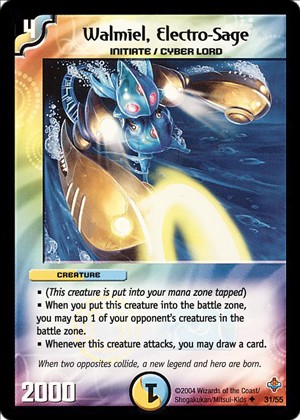 4
Walmiel, Electro-Sage
INITIATE / CYBER LORD
CREATURE
▪ (This creature is put into your mana zone tapped)
▪ When you put this creature into the battle zone,
you may tap 1 of your opponent's creatures in the
battle zone.
▪ Whenever this creature attacks, you may draw a card.
When two opposites collide, a new legend and hero are born.
2000
1
©2004 Wizards of the Coast/
Shogakukan/Mitsui-Kids ♦ 31/55